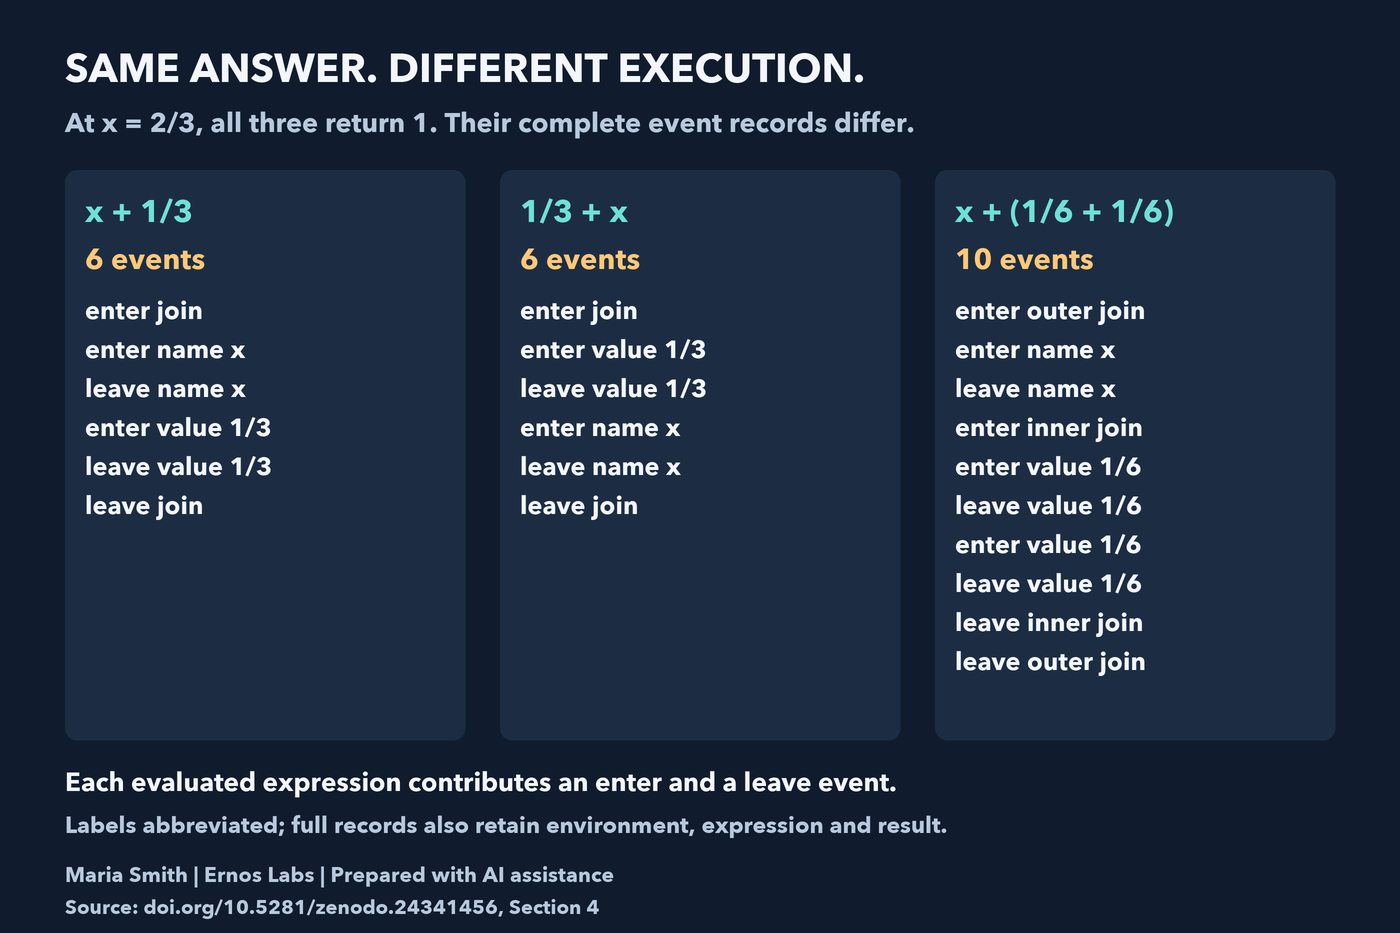 SAME ANSWER. DIFFERENT EXECUTION.
At x = 2/3, all three return 1. Their complete event records differ.
x + 1/3
6 events
enter join
enter name x
leave name x
enter value 1/3
leave value 1/3
leave join
1/3 + x
6 events
enter join
enter value 1/3
leave value 1/3
enter name x
leave name x
leave join
x + (1/6 + 1/6)
10 events
enter outer join
enter name x
leave name x
enter inner join
enter value 1/6
leave value 1/6
enter value 1/6
leave value 1/6
leave inner join
leave outer join
Each evaluated expression contributes an enter and a leave event.
Labels abbreviated; full records also retain environment, expression and result.
Maria Smith | Ernos Labs | Prepared with AI assistance
Source: doi.org/10.5281/zenodo.24341456, Section 4